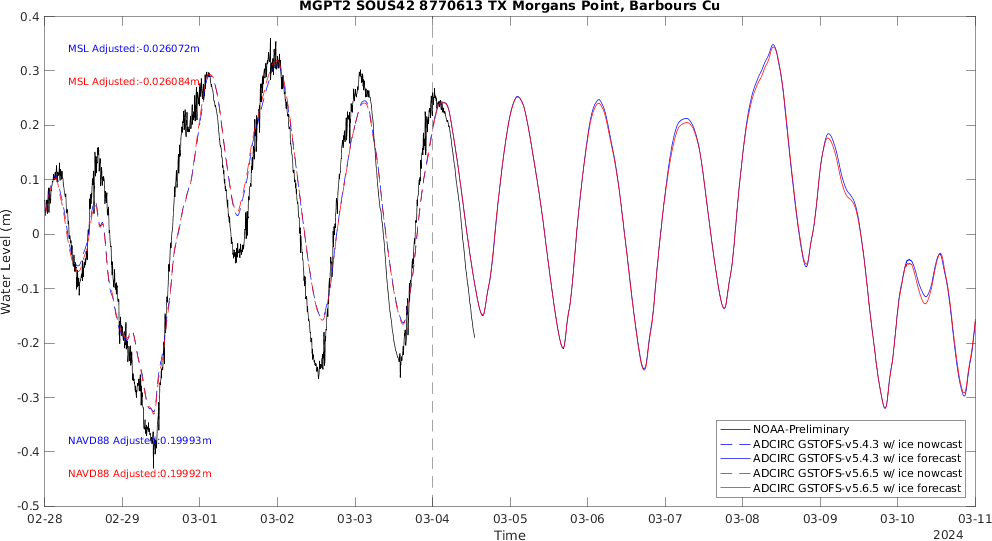 MGPT2 SOUS42 8770613 TX Morgans Point, Barbours Cu
0.4
0.3
0.2
0.1
0
-0.1
-0.2
-0.3
-0.4
-0.5
Water Level (m)
MSL Adjusted:-0.026072m
MSL Adjusted:-0.026084m
NAVD88 Adjusted:0.19993m
NAVD88 Adjusted:0.19992m
NOAA-Preliminary
ADCIRC GSTOFS-v5.4.3 w/ ice nowcast
ADCIRC GSTOFS-v5.4.3 w/ ice forecast
ADCIRC GSTOFS-v5.6.5 w/ ice nowcast
ADCIRC GSTOFS-v5.6.5 w/ ice forecast
02-28 02-29 03-01 03-02 03-03 03-04 03-05 03-06 03-07 03-08 03-09 03-10 03-11
Time
2024